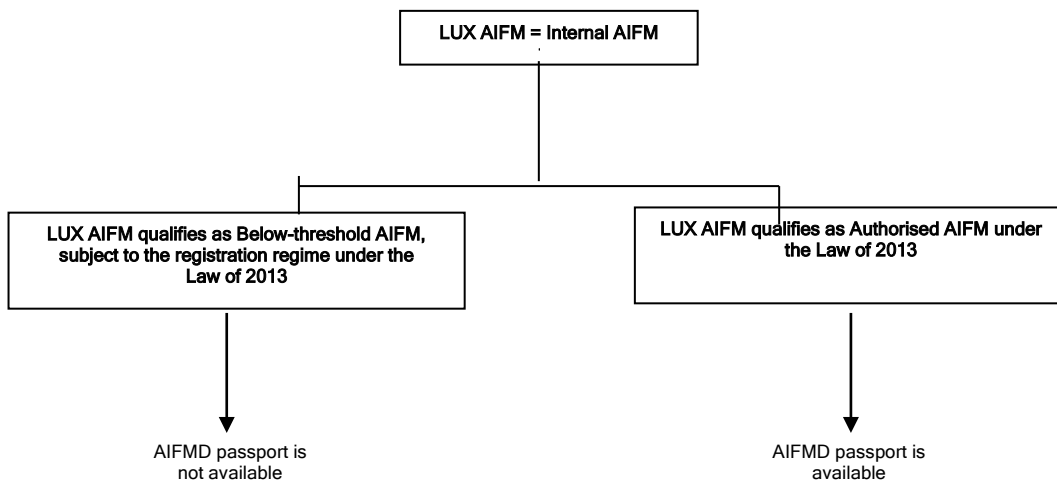 LUX AIFM = Internal AIFM
LUX AIFM qualifies as Below-threshold AIFM,
subject to the registration regime under the
Law of 2013
LUX AIFM qualifies as Authorised AIFM under
the Law of 2013
AIFMD passport is
not available
AIFMD passport is
available